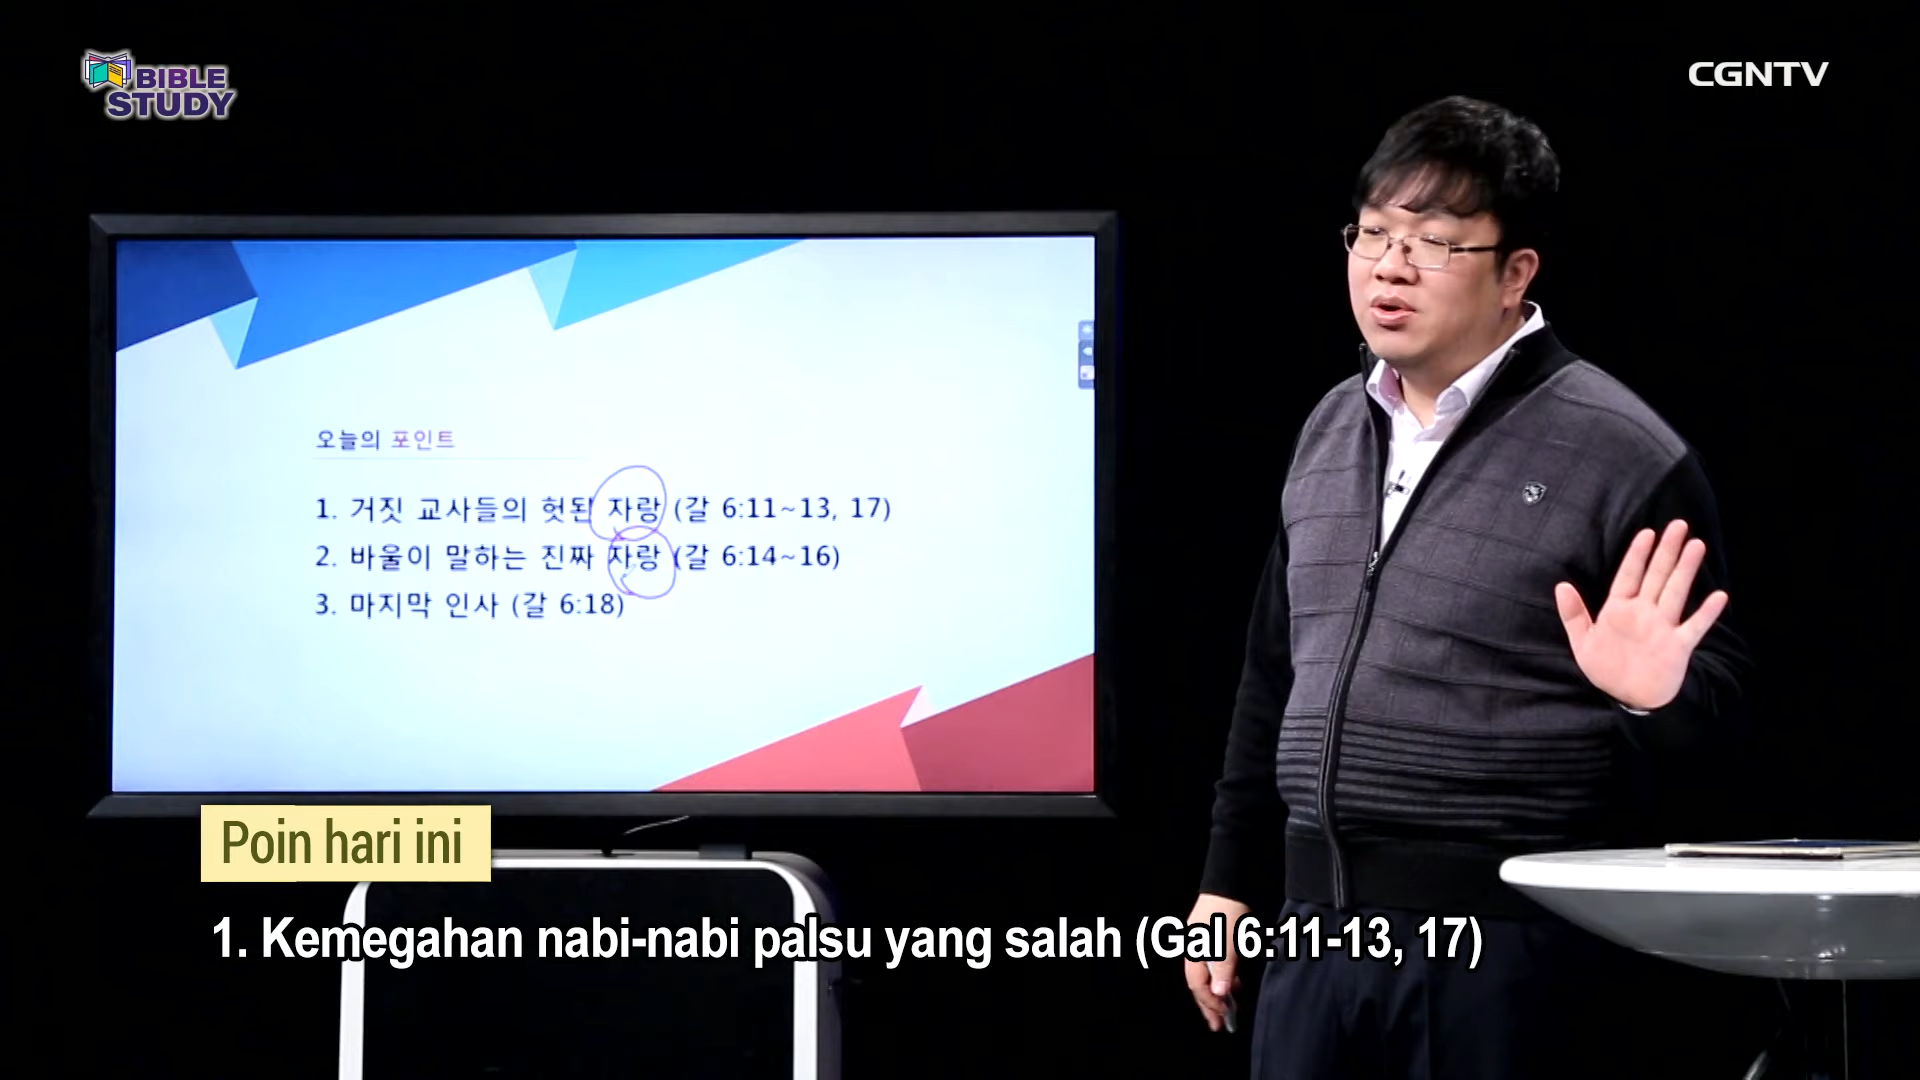 BIBLE
STUDY
CGNTV
오늘의 포인트
1. 거짓 교사들의 헛된 자랑 (갈 6:11~13, 17)
2. 바울이 말하는 진짜 자랑 (갈 6:14~16)
3. 마지막 인사 (갈 6:18)
Poin hari ini
1. Kemegahan nabi-nabi palsu yang salah (Gal 6:11-13, 17)